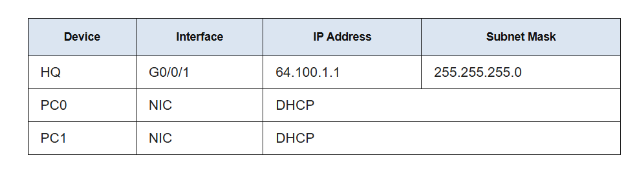 Device Interface IP Address Subnet Mask
HQ G0/0/1 64.100.1.1 255.255.255.0
PC0 NIC DHCP
PC1 NIC DHCP